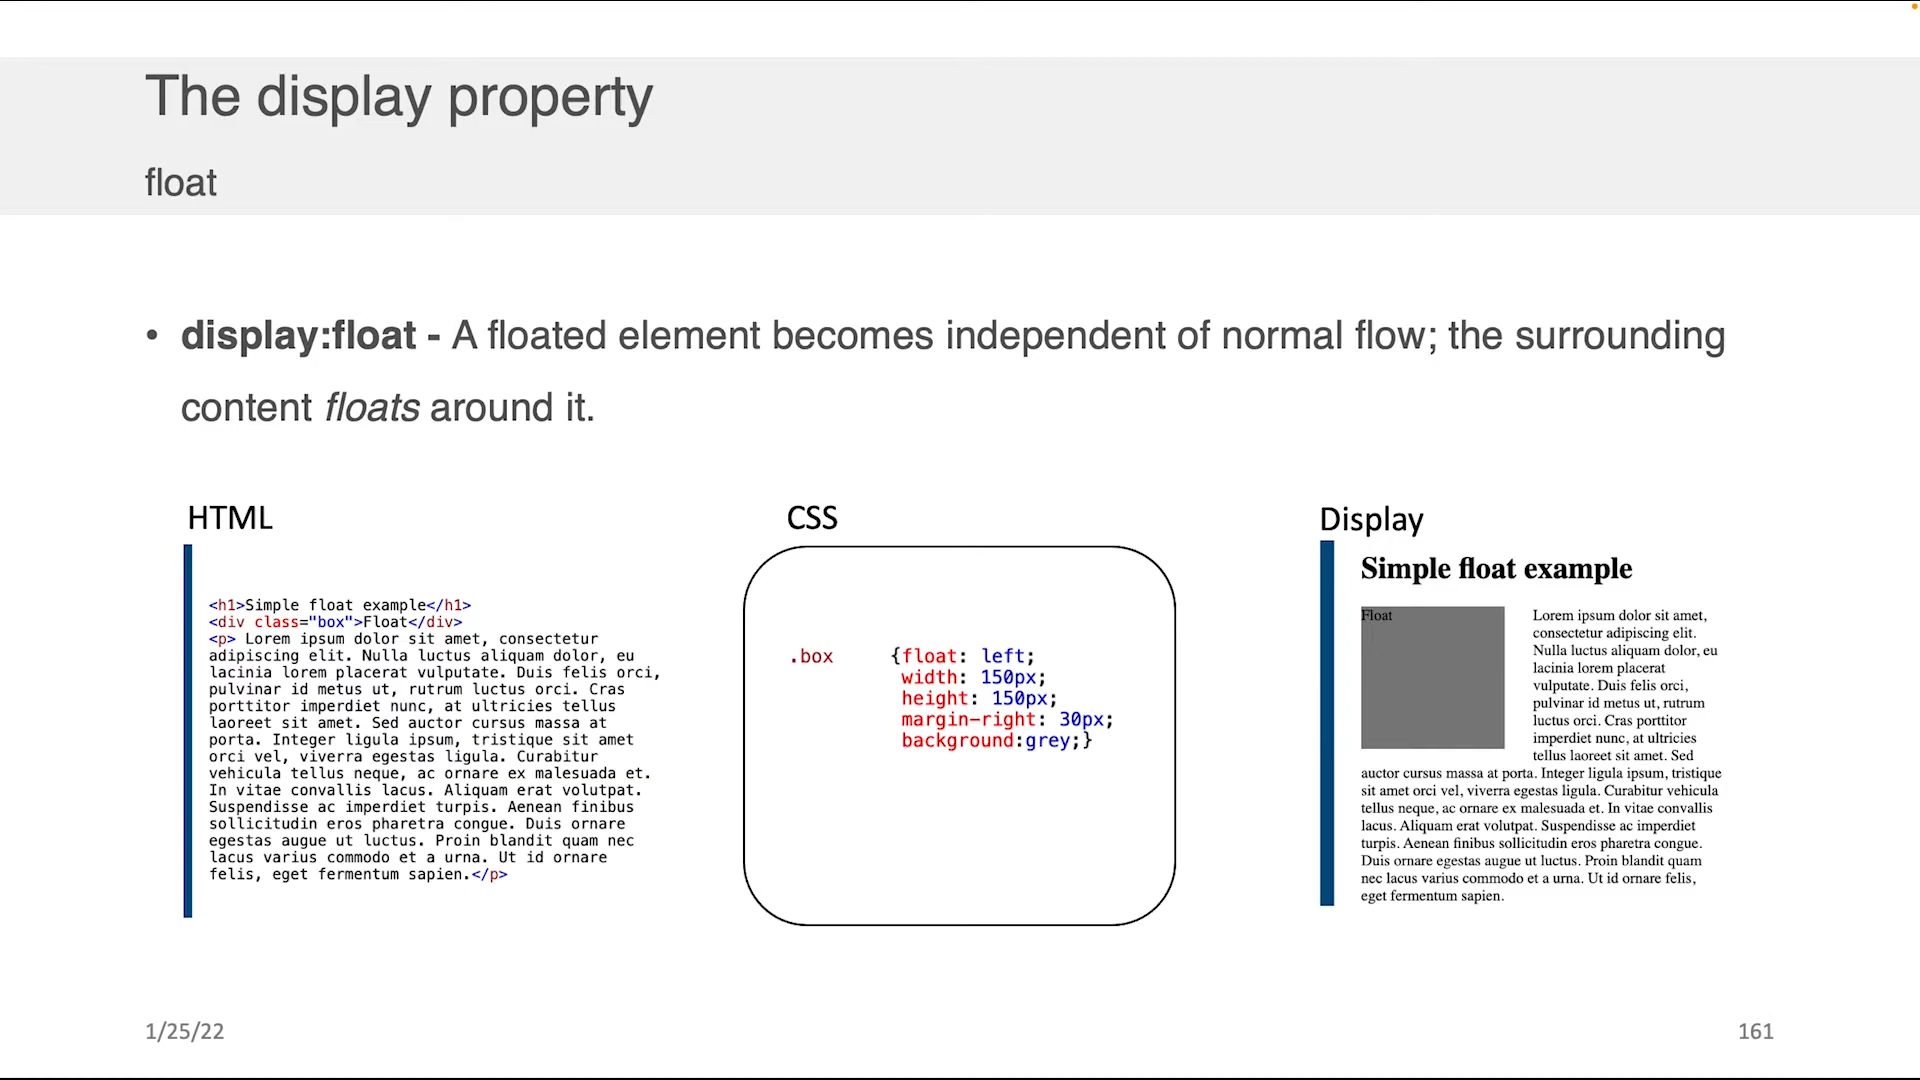 The display property
float
• display:float - A floated element becomes independent of normal flow; the surrounding
content floats around it.
HTML
<h1>Simple float example</h1>
<div class="box">Float</div>
<p> Lorem ipsum dolor sit amet, consectetur
adipiscing elit. Nulla luctus aliquam dolor, eu
lacinia lorem placerat vulputate. Duis felis orci,
pulvinar id metus ut, rutrum luctus orci. Cras
porttitor imperdiet nunc, at ultricies tellus
laoreet sit amet. Sed auctor cursus massa at
porta. Integer ligula ipsum, tristique sit amet
orci vel, viverra egestas ligula. Curabitur
vehicula tellus neque, ac ornare ex malesuada et.
In vitae convallis lacus. Aliquam erat volutpat.
Suspendisse ac imperdiet turpis. Aenean finibus
sollicitudin eros pharetra congue. Duis ornare
egestas augue ut luctus. Proin blandit quam nec
lacus varius commodo et a urna. Ut id ornare
felis, eget fermentum sapien.</p>
CSS
.box {float: left;
width: 150px;
height: 150px;
margin-right: 30px;
background:grey;}
Display
Simple float example
Float
Lorem ipsum dolor sit amet,
consectetur adipiscing elit.
Nulla luctus aliquam dolor, eu
lacinia lorem placerat
vulputate. Duis felis orci,
pulvinar id metus ut, rutrum
luctus orci. Cras porttitor
imperdiet nunc, at ultricies
tellus laoreet sit amet. Sed
auctor cursus massa at porta. Integer ligula ipsum, tristique
sit amet orci vel, viverra egestas ligula. Curabitur vehicula
tellus neque, ac ornare ex malesuada et. In vitae convallis
lacus. Aliquam erat volutpat. Suspendisse ac imperdiet
turpis. Aenean finibus sollicitudin eros pharetra congue.
Duis ornare egestas augue ut luctus. Proin blandit quam
nec lacus varius commodo et a urna. Ut id ornare felis,
eget fermentum sapien.
1/25/22
161